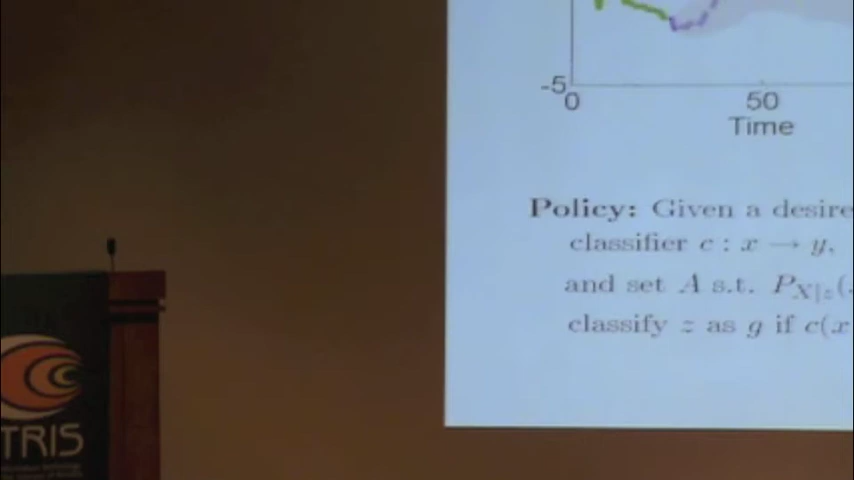 -5
0 50
Time
Policy: Given a desire
classifier c : x → y,
and set A s.t. P_{X|z}(
classify z as g if c(x
TRIS